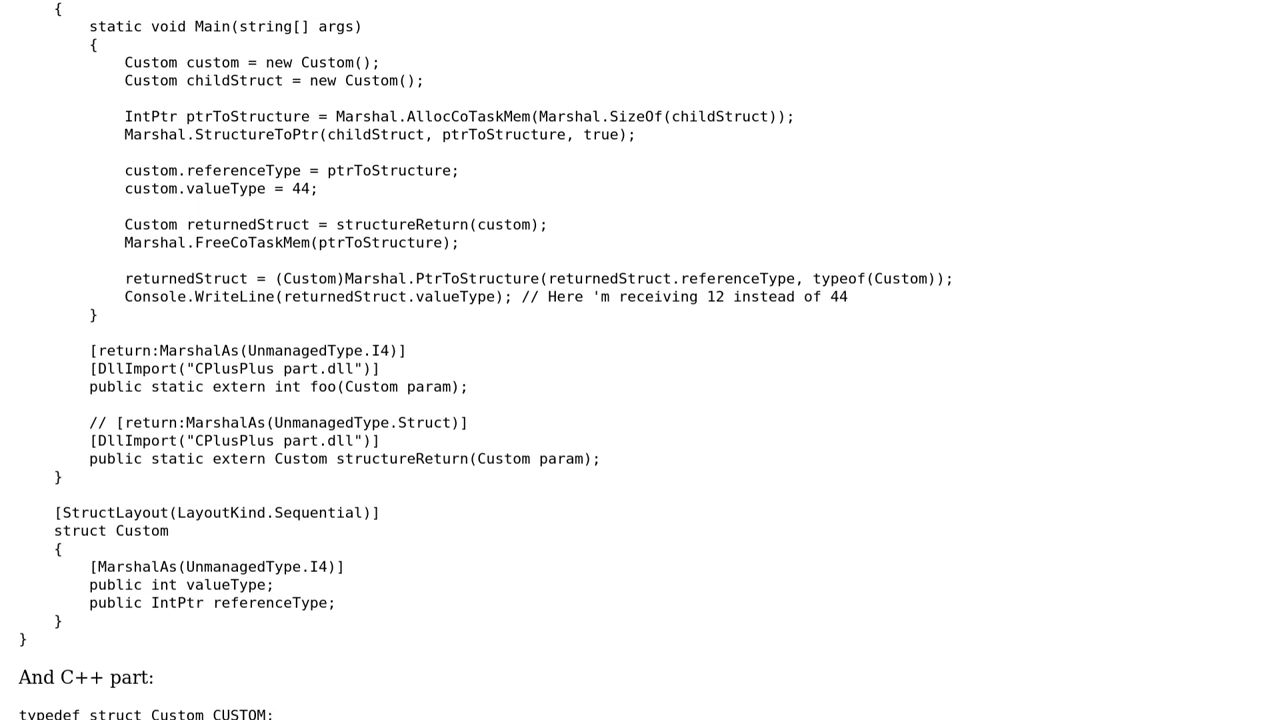 {
static void Main(string[] args)
{
Custom custom = new Custom();
Custom childStruct = new Custom();
IntPtr ptrToStructure = Marshal.AllocCoTaskMem(Marshal.SizeOf(childStruct));
Marshal.StructureToPtr(childStruct, ptrToStructure, true);
custom.referenceType = ptrToStructure;
custom.valueType = 44;
Custom returnedStruct = structureReturn(custom);
Marshal.FreeCoTaskMem(ptrToStructure);
returnedStruct = (Custom)Marshal.PtrToStructure(returnedStruct.referenceType, typeof(Custom));
Console.WriteLine(returnedStruct.valueType); // Here 'm receiving 12 instead of 44
}
[return:MarshalAs(UnmanagedType.I4)]
[DllImport("CPlusPlus part.dll")]
public static extern int foo(Custom param);
// [return:MarshalAs(UnmanagedType.Struct)]
[DllImport("CPlusPlus part.dll")]
public static extern Custom structureReturn(Custom param);
}
[StructLayout(LayoutKind.Sequential)]
struct Custom
{
[MarshalAs(UnmanagedType.I4)]
public int valueType;
public IntPtr referenceType;
}
}
And C++ part:
typedef struct Custom CUSTOM;